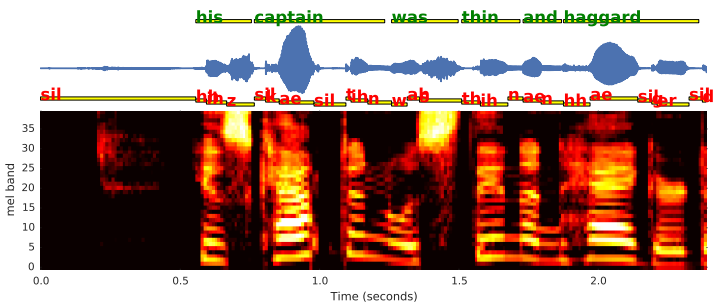 his captain was thin and haggard
sil hh ih z sil ae sil t ih n w ah th ih n ae n hh ae sil g er sil
35
30
25
20
15
10
5
0
mel band
0.0 0.5 1.0 1.5 2.0
Time (seconds)